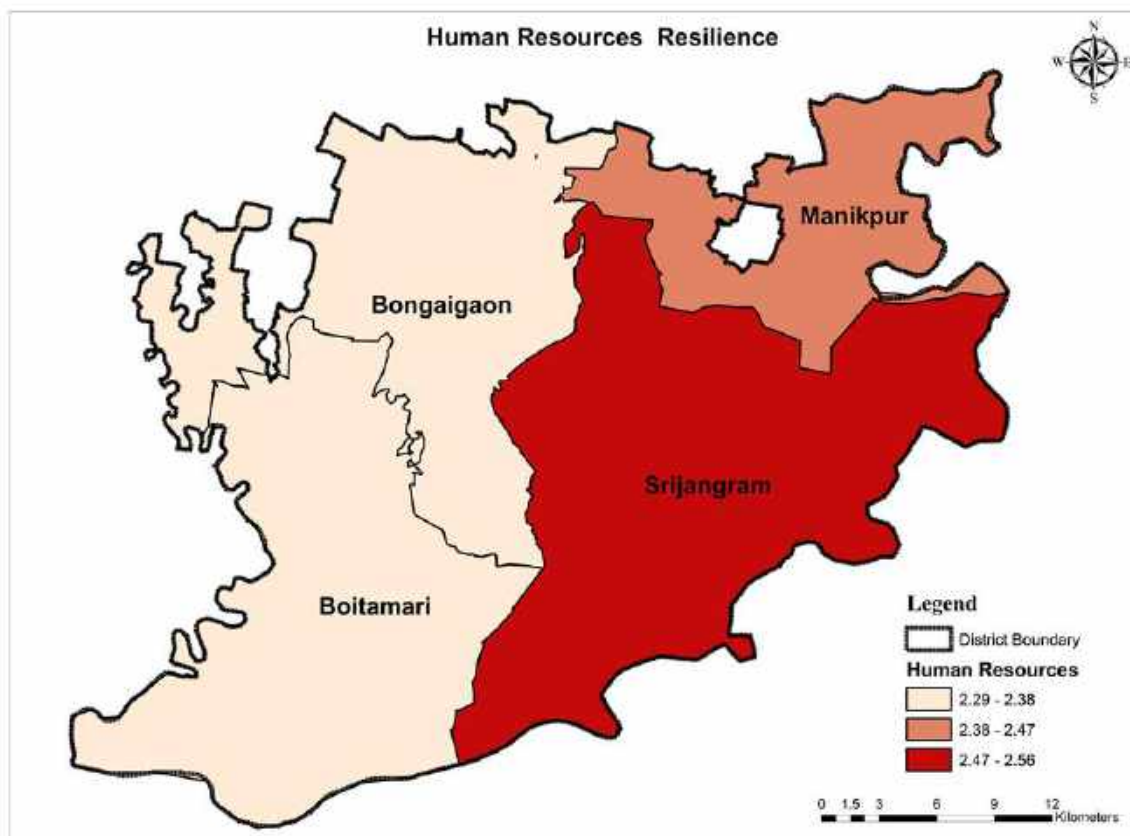 Human Resources Resilience
N
W E
S
Manikpur
Bongaigaon
Srijangram
Boitamari
Legend
District Boundary
Human Resources
2.29 - 2.38
2.38 - 2.47
2.47 - 2.56
0 1.5 3 6 9 12
Kilometers